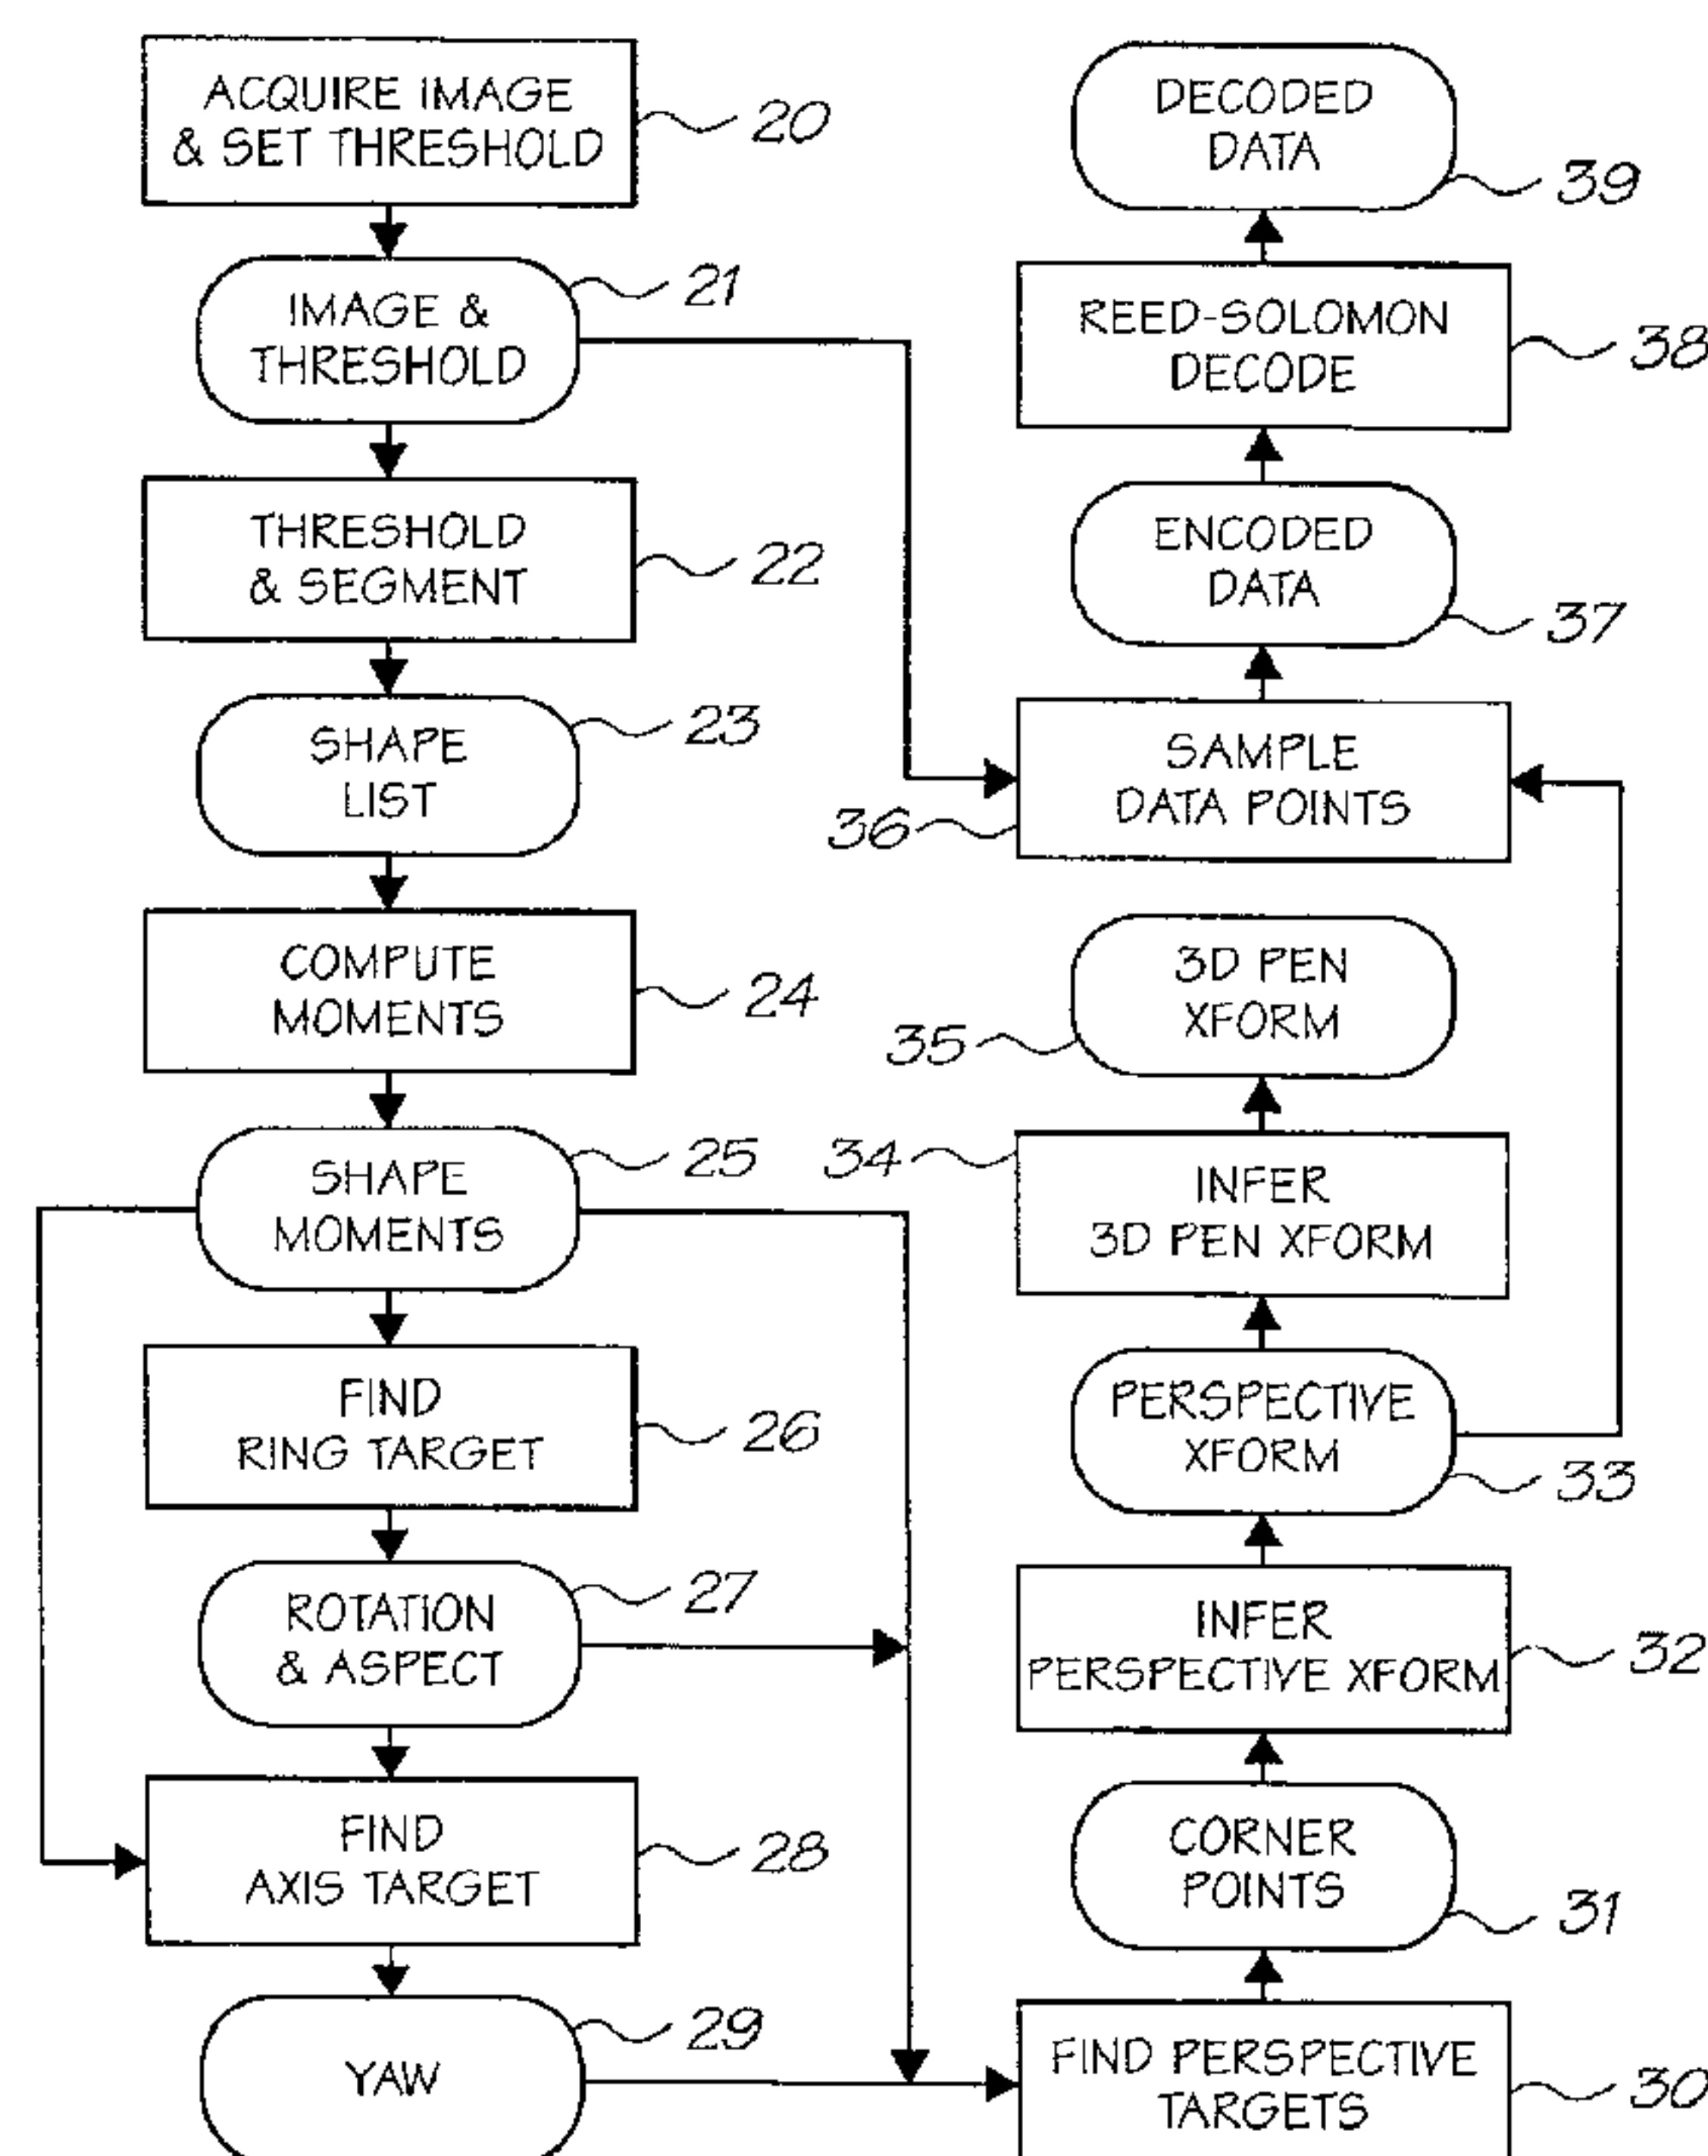 ACQUIRE IMAGE
& SET THRESHOLD
20
IMAGE &
THRESHOLD
21
THRESHOLD
& SEGMENT
22
SHAPE
LIST
23
COMPUTE
MOMENTS
24
SHAPE
MOMENTS
25
FIND
RING TARGET
26
ROTATION
& ASPECT
27
FIND
AXIS TARGET
28
YAW
29
DECODED
DATA
39
REED-SOLOMON
DECODE
38
ENCODED
DATA
37
SAMPLE
DATA POINTS
36
3D PEN
XFORM
35
INFER
3D PEN XFORM
34
PERSPECTIVE
XFORM
33
INFER
PERSPECTIVE XFORM
32
CORNER
POINTS
31
FIND PERSPECTIVE
TARGETS
30